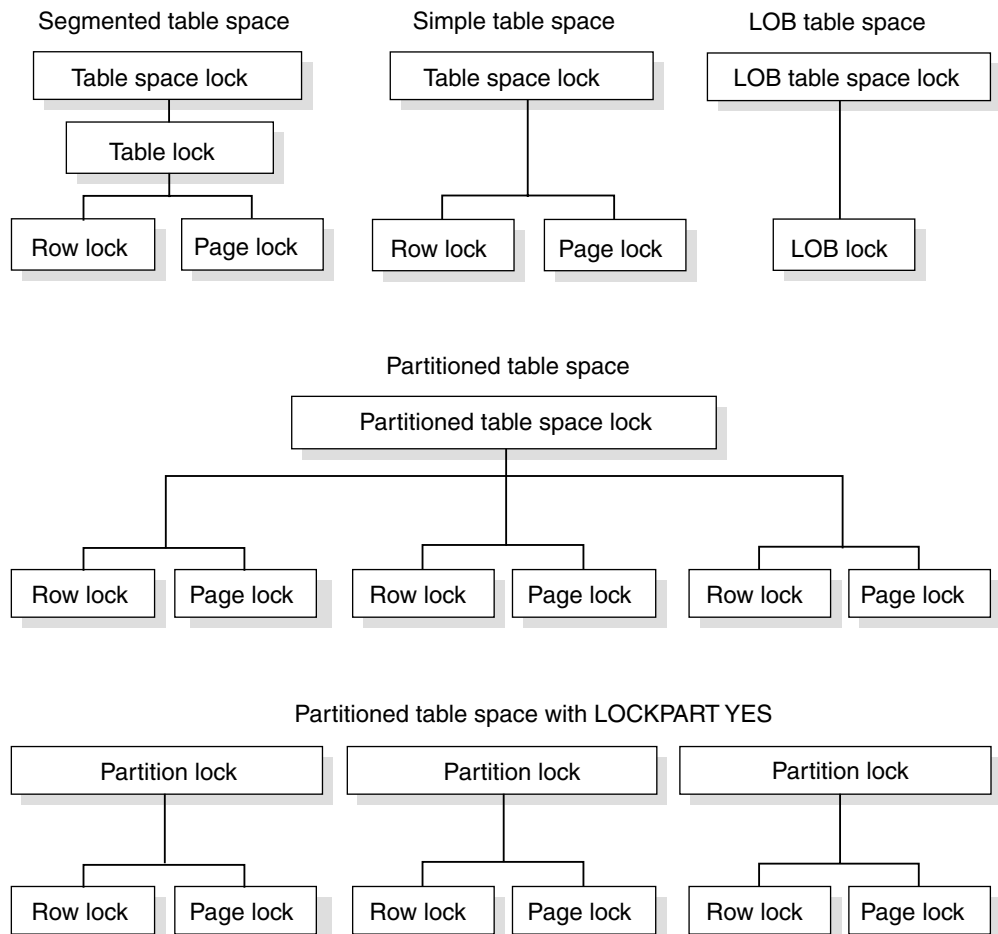 Segmented table space
Simple table space
LOB table space
Table space lock
Table space lock
LOB table space lock
Table lock
Row lock
Page lock
Row lock
Page lock
LOB lock
Partitioned table space
Partitioned table space lock
Row lock
Page lock
Row lock
Page lock
Row lock
Page lock
Partitioned table space with LOCKPART YES
Partition lock
Partition lock
Partition lock
Row lock
Page lock
Row lock
Page lock
Row lock
Page lock